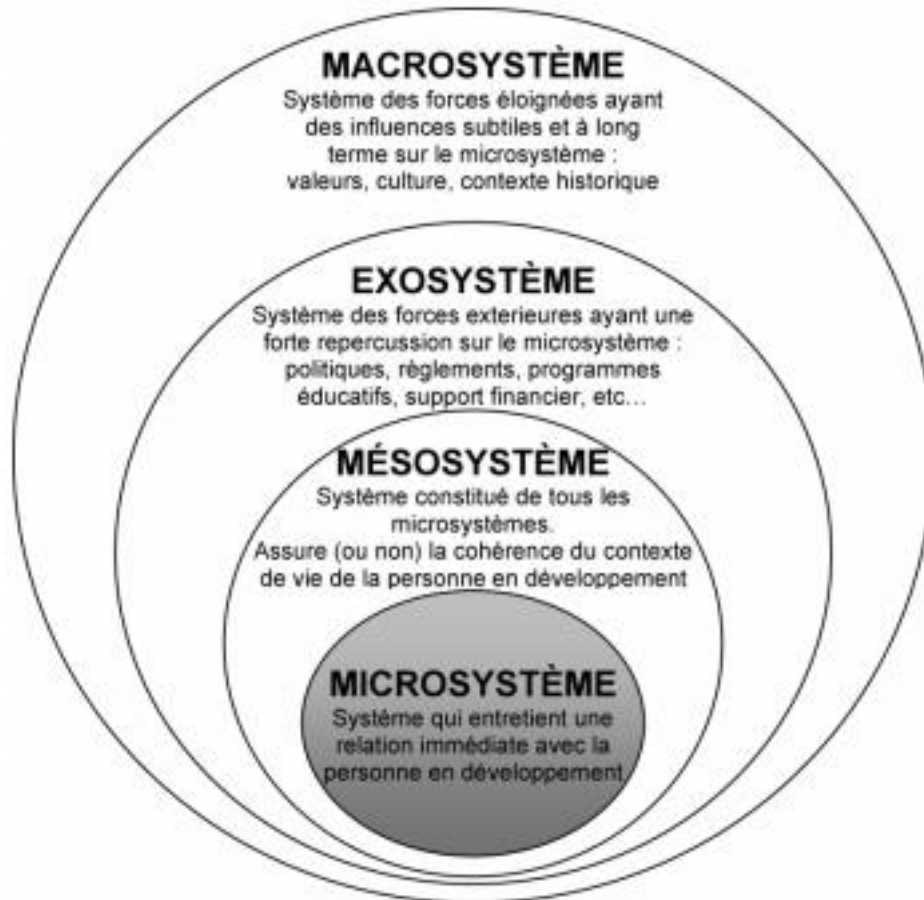 MACROSYSTÈME
Système des forces éloignées ayant
des influences subtiles et à long
terme sur le microsystème :
valeurs, culture, contexte historique
EXOSYSTÈME
Système des forces exterieures ayant une
forte repercussion sur le microsystème :
politiques, règlements, programmes
éducatifs, support financier, etc...
MÉSOSYSTÈME
Système constitué de tous les
microsystèmes.
Assure (ou non) la cohérence du contexte
de vie de la personne en développement
MICROSYSTÈME
Système qui entretient une
relation immédiate avec la
personne en développement